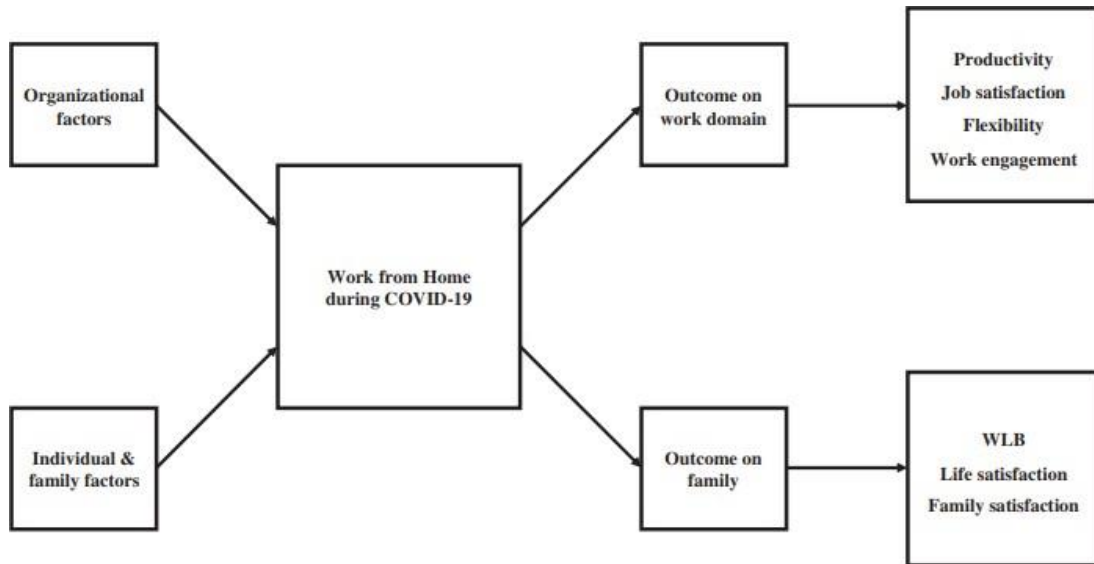 Organizational
factors
Individual &
family factors
Work from Home
during COVID-19
Outcome on
work domain
Outcome on
family
Productivity
Job satisfaction
Flexibility
Work engagement
WLB
Life satisfaction
Family satisfaction